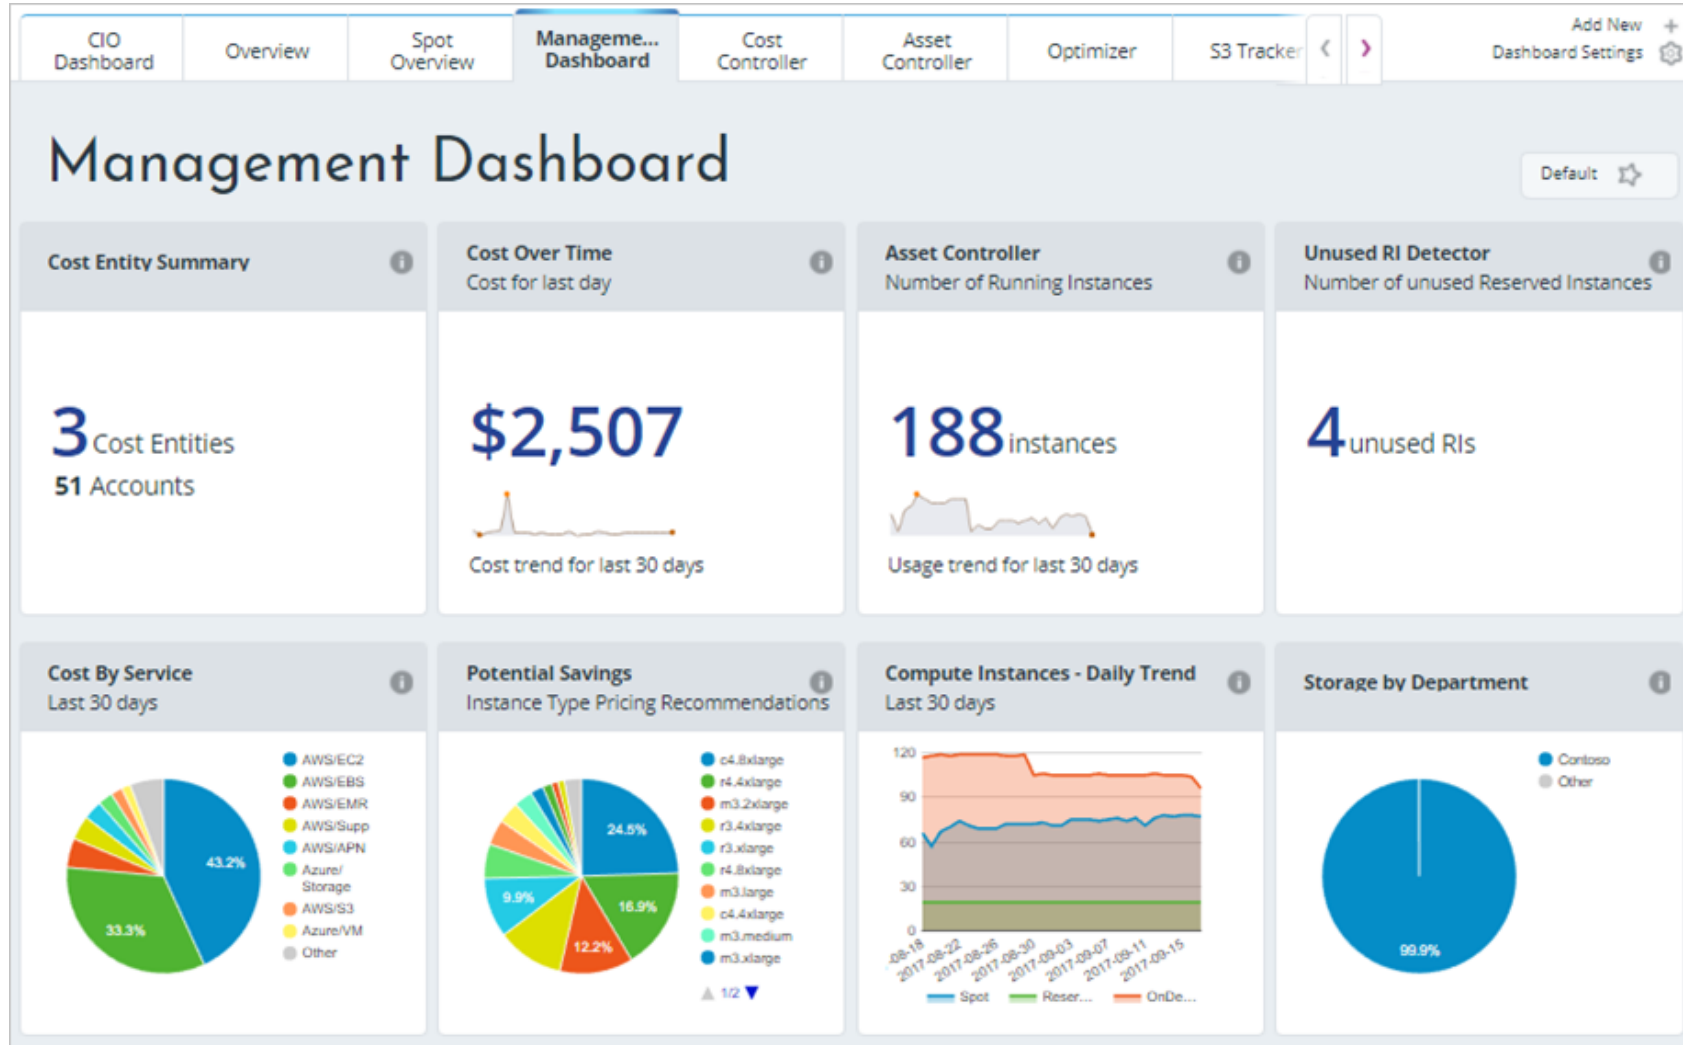 CIO
Dashboard
Overview
Spot
Overview
Manageme...
Dashboard
Cost
Controller
Asset
Controller
Optimizer
S3 Tracker
Add New
Dashboard Settings
Management Dashboard
Default
Cost Entity Summary
Cost Over Time
Cost for last day
Asset Controller
Number of Running Instances
Unused RI Detector
Number of unused Reserved Instances
3 Cost Entities
51 Accounts
$2,507
Cost trend for last 30 days
188 instances
Usage trend for last 30 days
4 unused RIs
Cost By Service
Last 30 days
Potential Savings
Instance Type Pricing Recommendations
Compute Instances - Daily Trend
Last 30 days
Storage by Department
43.2%
33.3%
AWS/EC2
AWS/EBS
AWS/EMR
AWS/Supp
AWS/APN
Azure/
Storage
AWS/S3
Azure/VM
Other
24.5%
16.9%
12.2%
9.9%
c4.8xlarge
r4.4xlarge
m3.2xlarge
r3.4xlarge
r3.xlarge
r4.8xlarge
m3.large
c4.4xlarge
m3.medium
m3.xlarge
1/2
120
90
60
30
0
-08-18
2017-08-22
2017-08-26
2017-08-30
2017-09-03
2017-09-07
2017-09-11
2017-09-15
Spot
Reser...
OnDe...
Contoso
Other
99.9%